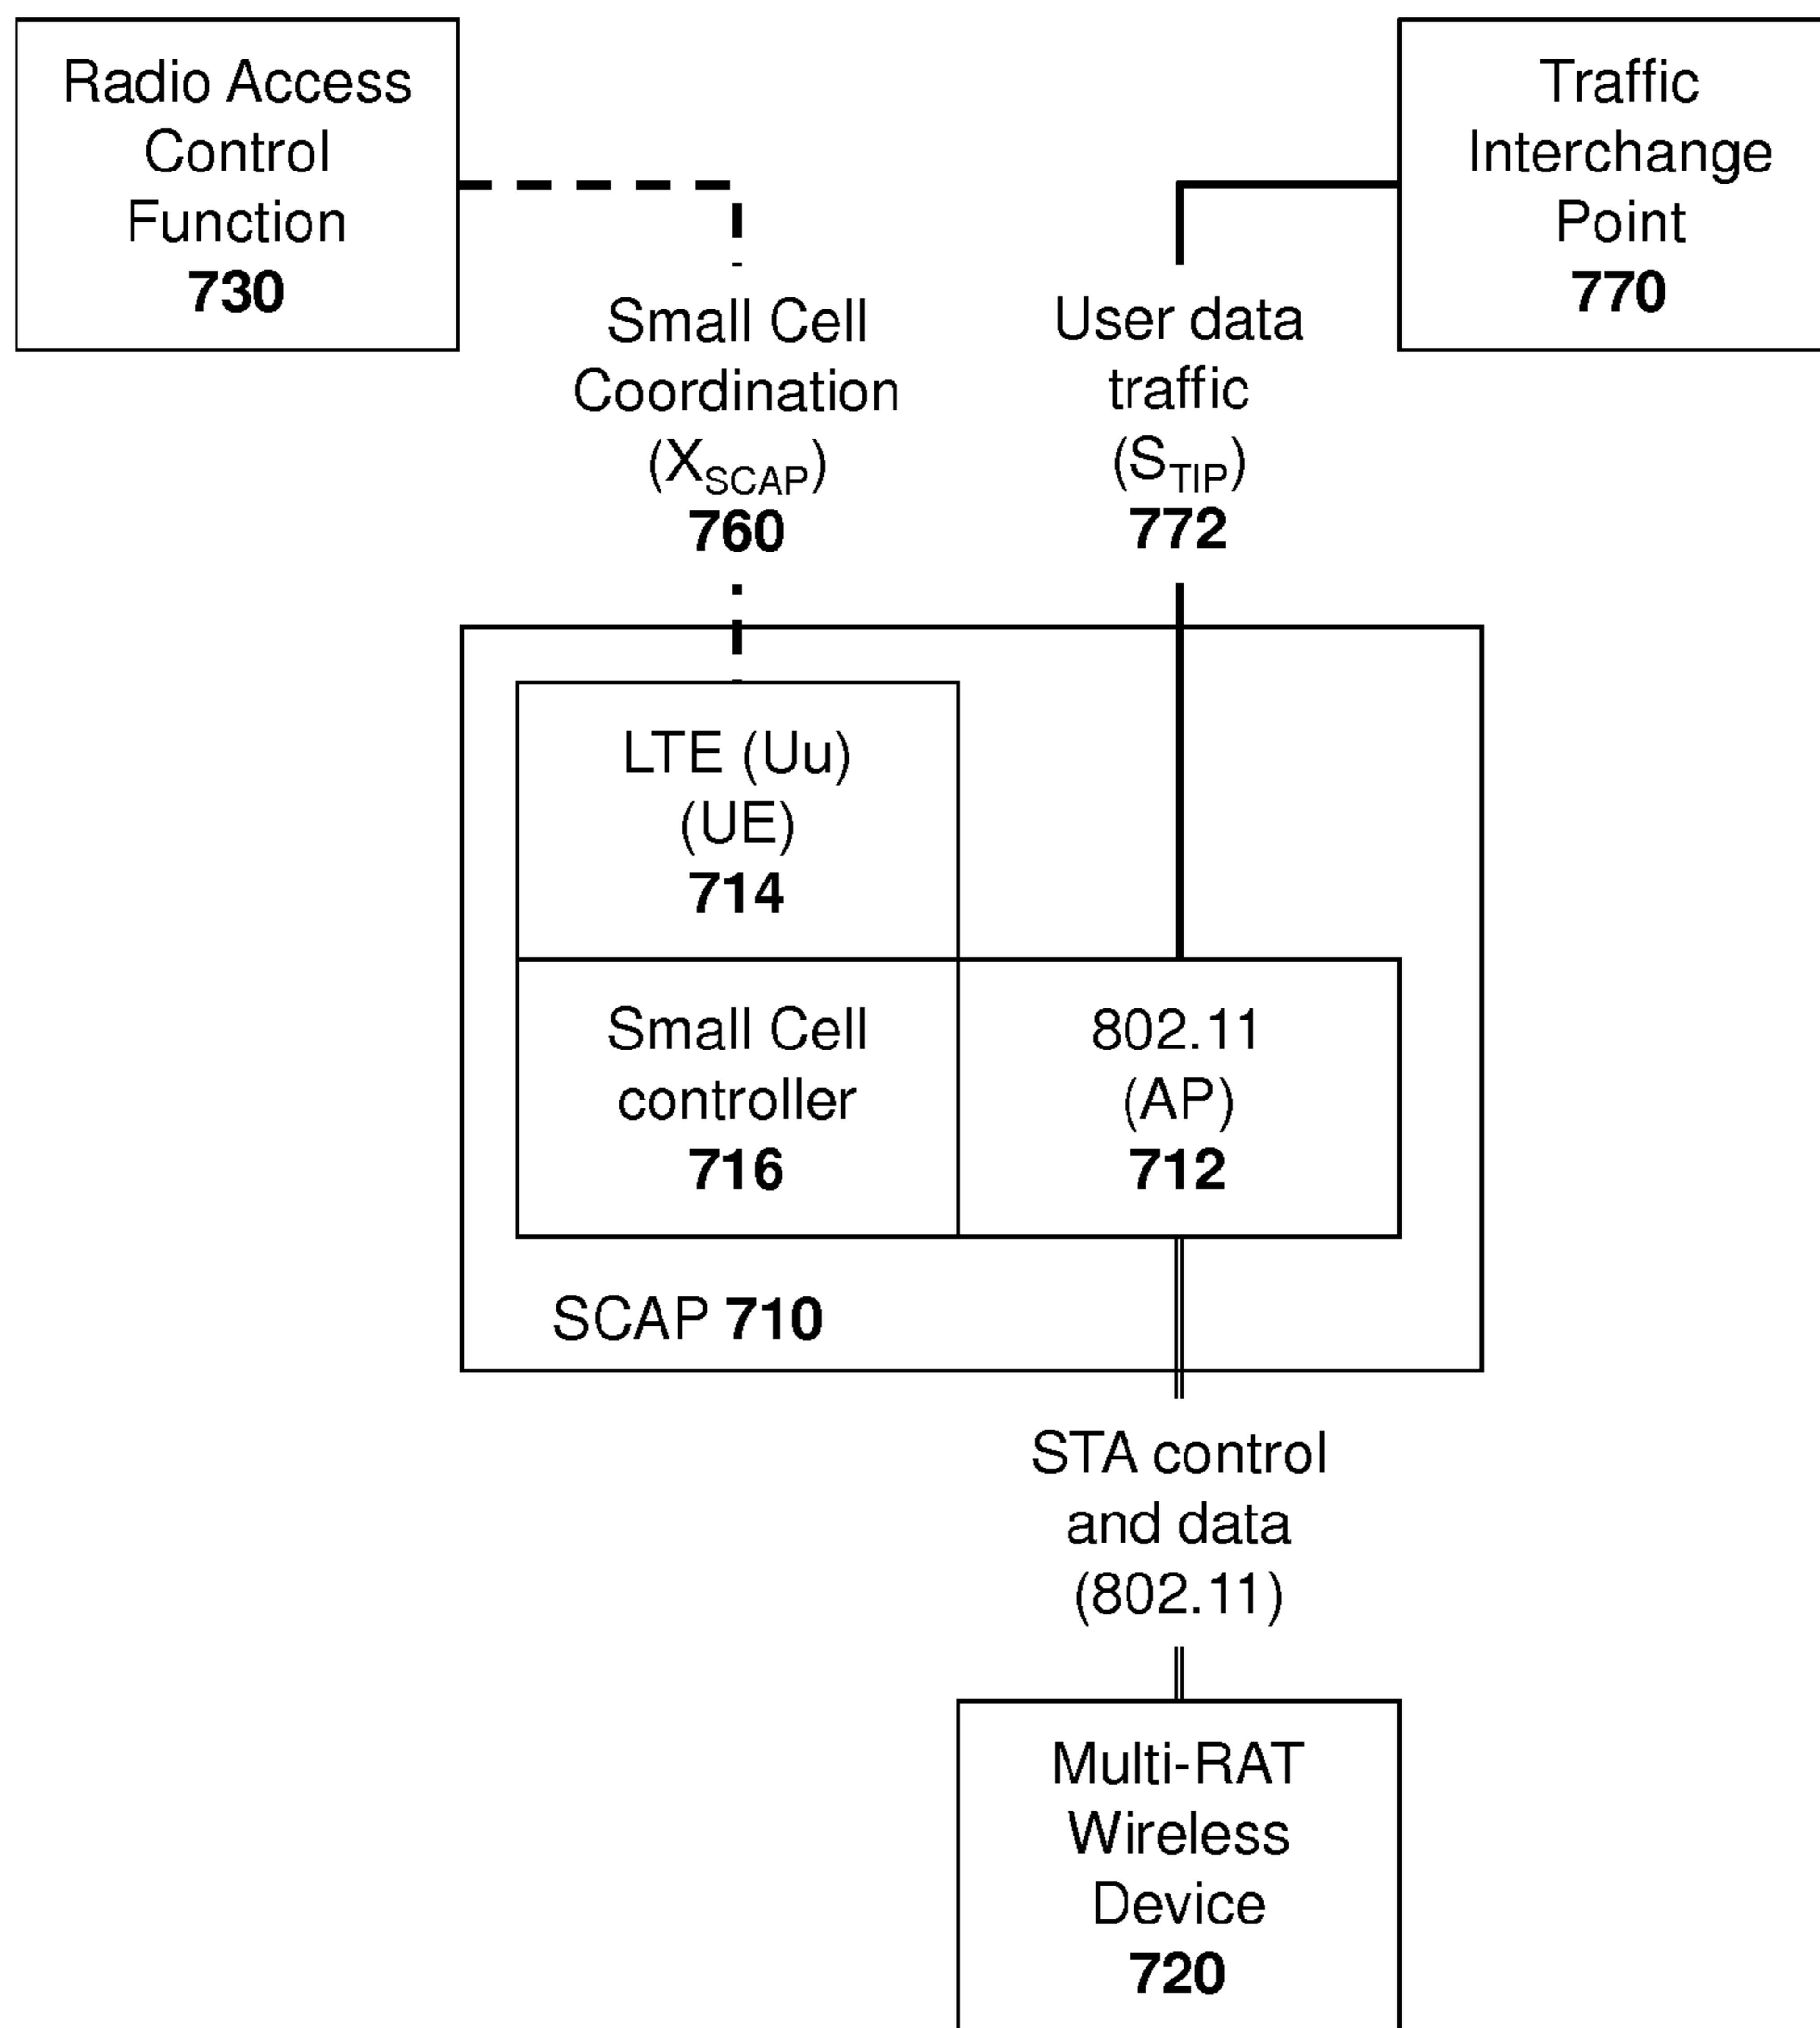 Radio Access
Control
Function
730
Traffic
Interchange
Point
770
Small Cell
Coordination
(X_SCAP)
760
User data
traffic
(S_TIP)
772
LTE (Uu)
(UE)
714
Small Cell
controller
716
802.11
(AP)
712
SCAP 710
STA control
and data
(802.11)
Multi-RAT
Wireless
Device
720